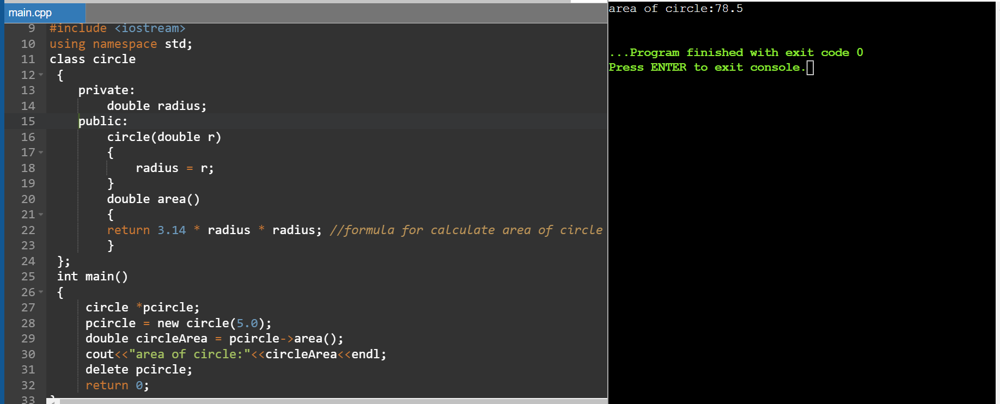 main.cpp
9 #include <iostream>
10 using namespace std;
11 class circle
12 {
13 private:
14 double radius;
15 public:
16 circle(double r)
17 {
18 radius = r;
19 }
20 double area()
21 {
22 return 3.14 * radius * radius; //formula for calculate area of circle
23 }
24 };
25 int main()
26 {
27 circle *pcircle;
28 pcircle = new circle(5.0);
29 double circleArea = pcircle->area();
30 cout<<"area of circle:"<<circleArea<<endl;
31 delete pcircle;
32 return 0;
33 }
area of circle:78.5
...Program finished with exit code 0
Press ENTER to exit console.